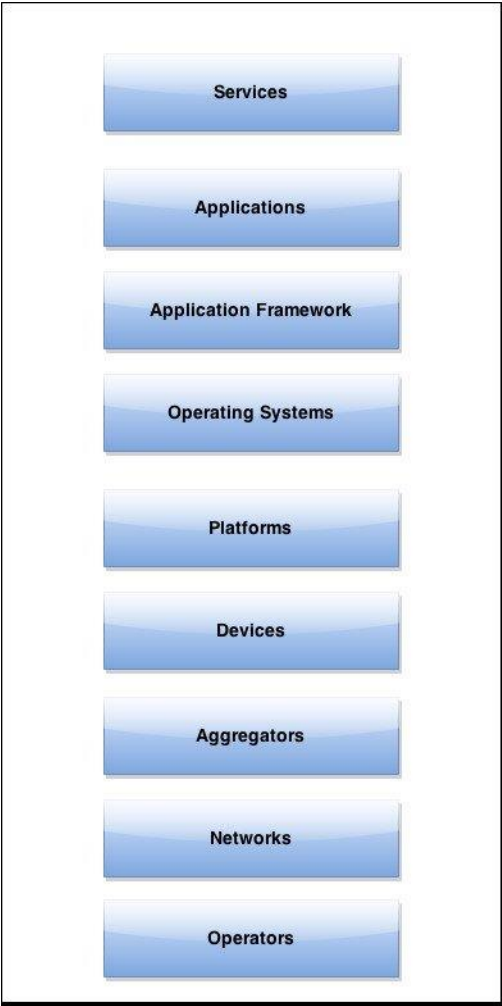 Services
Applications
Application Framework
Operating Systems
Platforms
Devices
Aggregators
Networks
Operators